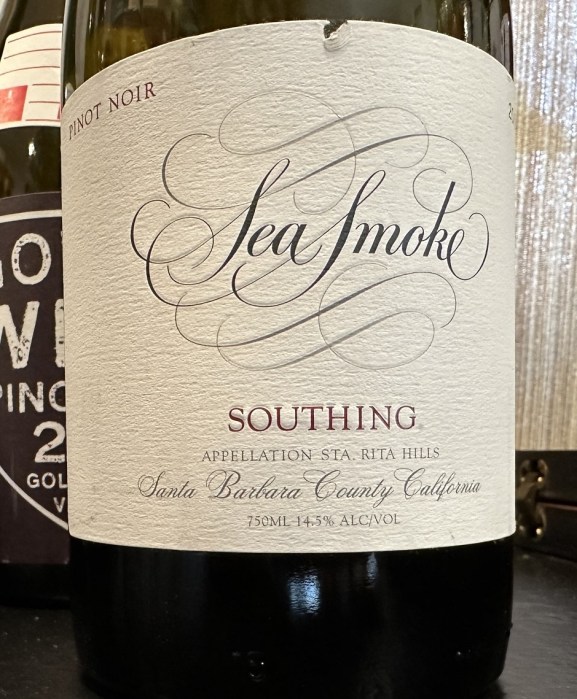 PINOT NOIR
Sea Smoke
SOUTHING
APPELLATION STA. RITA HILLS
Santa Barbara County California
750ML 14.5% ALC/VOL